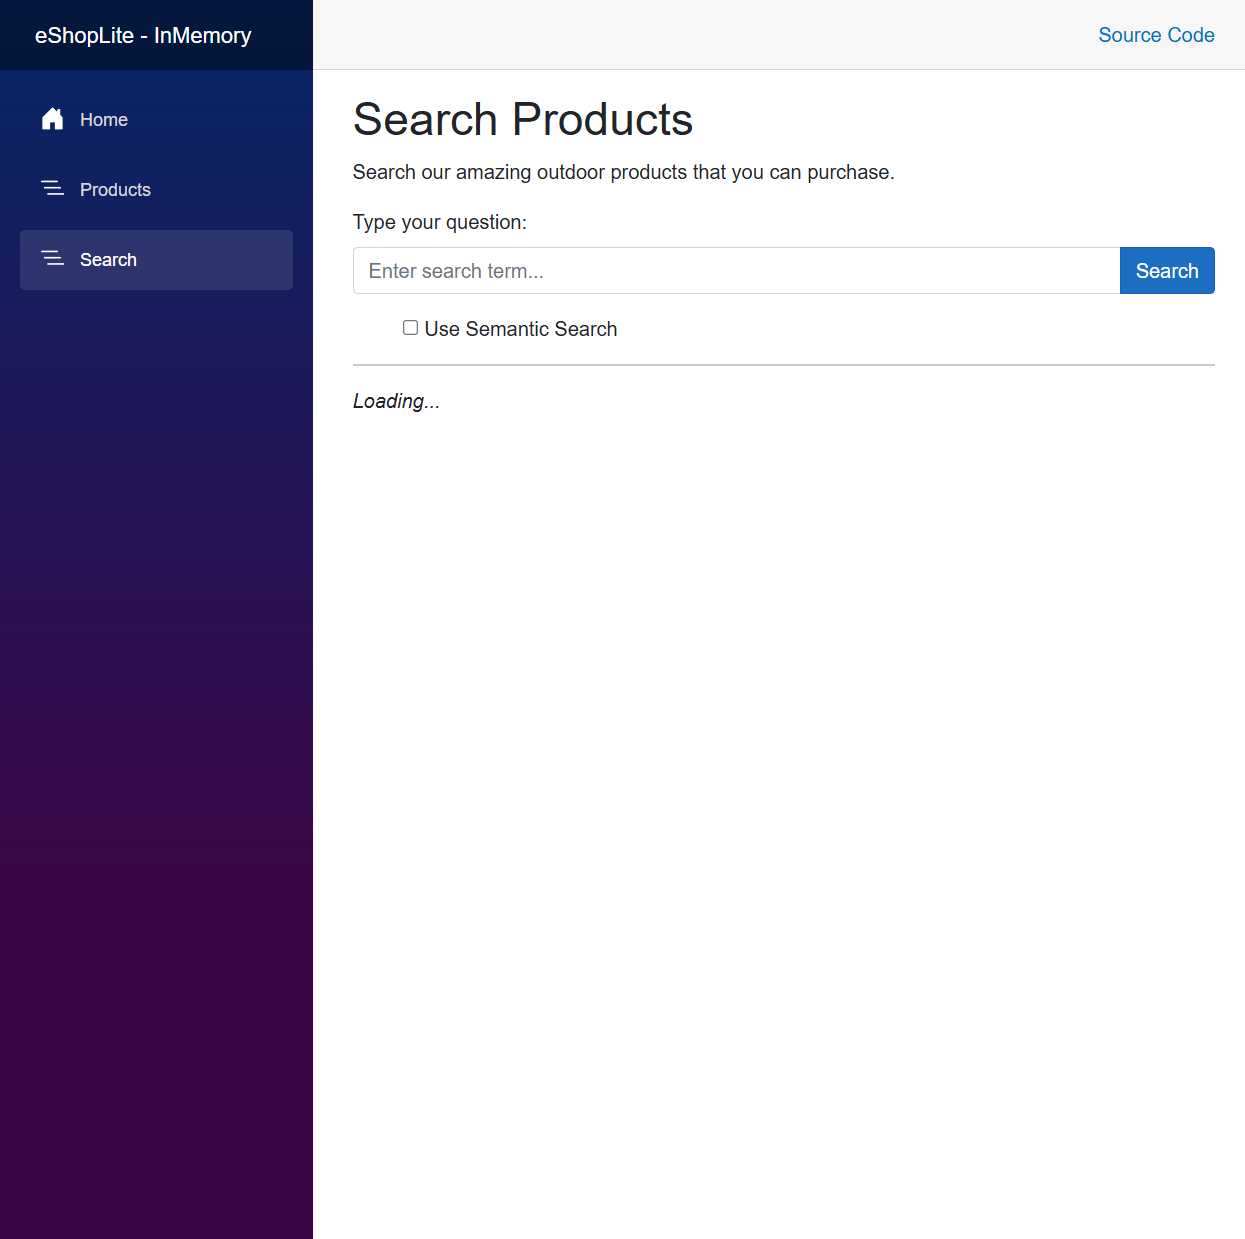 eShopLite - InMemory
Source Code
Home
Products
Search
Search Products
Search our amazing outdoor products that you can purchase.
Type your question:
Enter search term...
Search
Use Semantic Search
Loading...